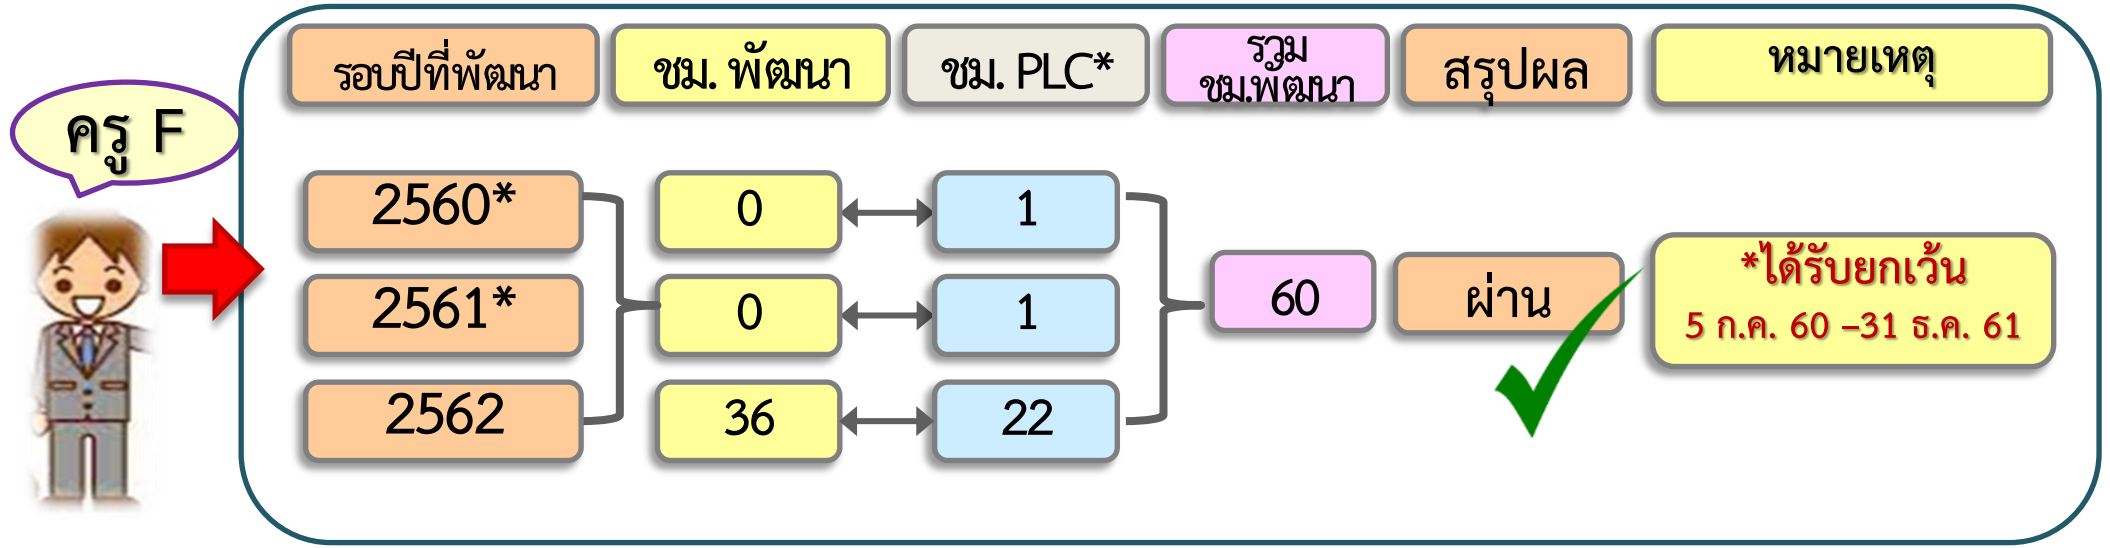 ครู F
รอบปีที่พัฒนา
ชม. พัฒนา
ชม. PLC*
รวม
ชม.พัฒนา
สรุปผล
หมายเหตุ
2560*
0
1
2561*
0
1
2562
36
22
60
ผ่าน
*ได้รับยกเว้น
5 ก.ค. 60 –31 ธ.ค. 61